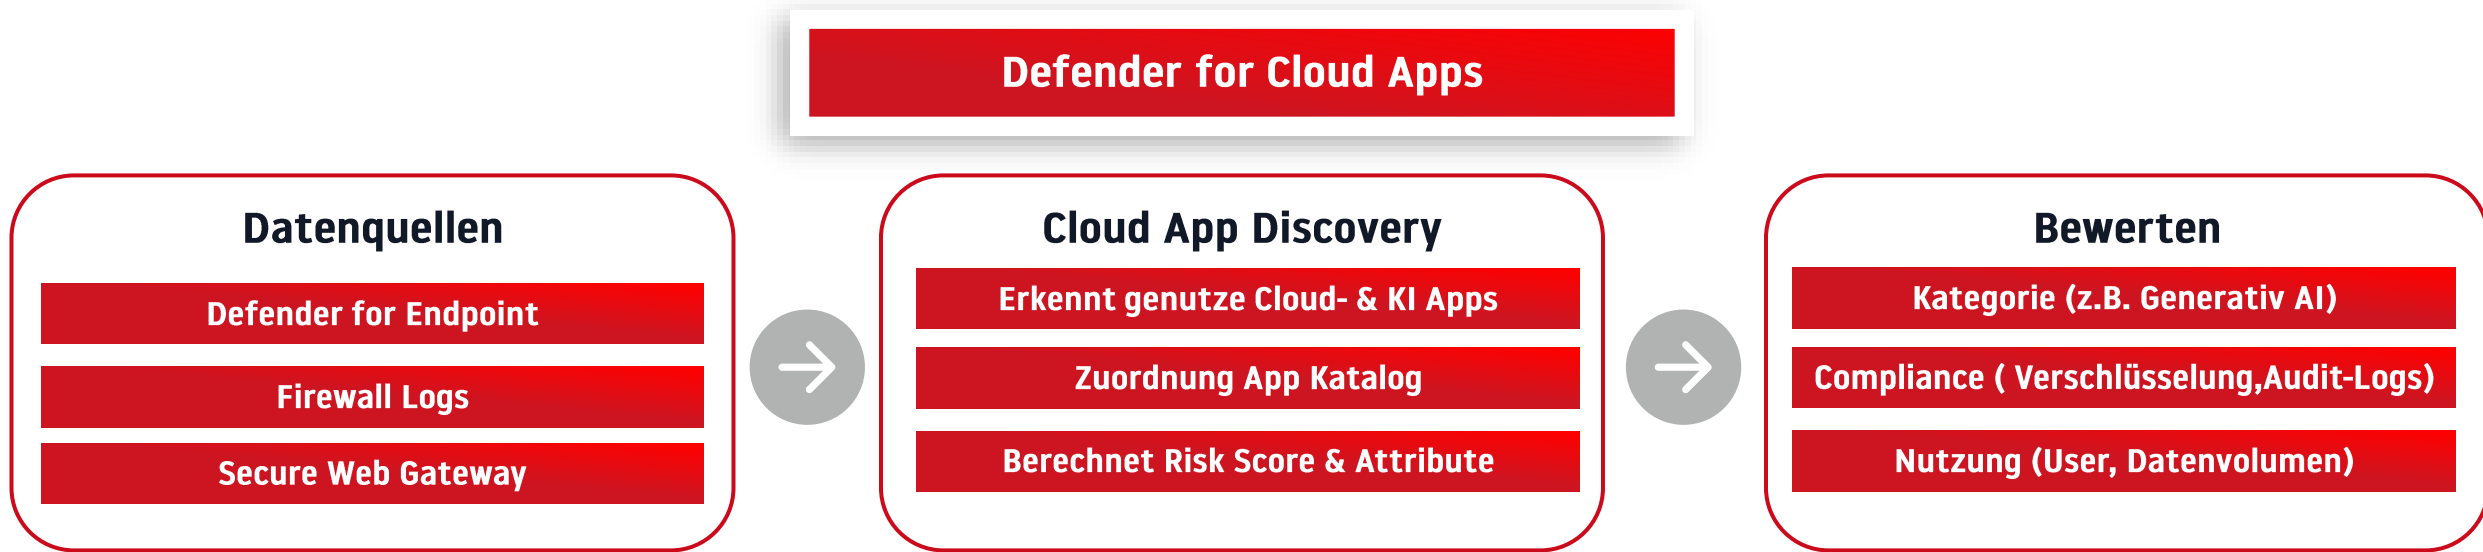 Defender for Cloud Apps
Datenquellen
Defender for Endpoint
Firewall Logs
Secure Web Gateway
Cloud App Discovery
Erkennt genutze Cloud- & KI Apps
Zuordnung App Katalog
Berechnet Risk Score & Attribute
Bewerten
Kategorie (z.B. Generativ AI)
Compliance ( Verschlüsselung,Audit-Logs)
Nutzung (User, Datenvolumen)